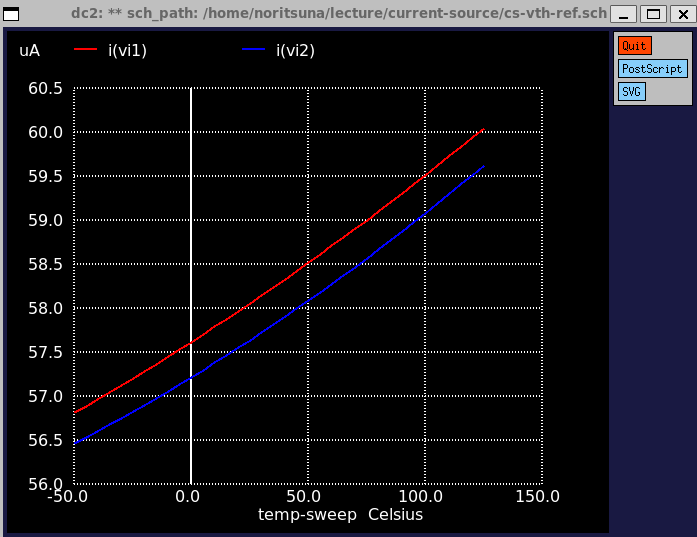 dc2: ** sch_path: /home/noritsuna/lecture/current-source/cs-vth-ref.sch
Quit
PostScript
SVG
uA i(vi1) i(vi2)
60.5
60.0
59.5
59.0
58.5
58.0
57.5
57.0
56.5
56.0
-50.0 0.0 50.0 100.0 150.0
temp-sweep Celsius